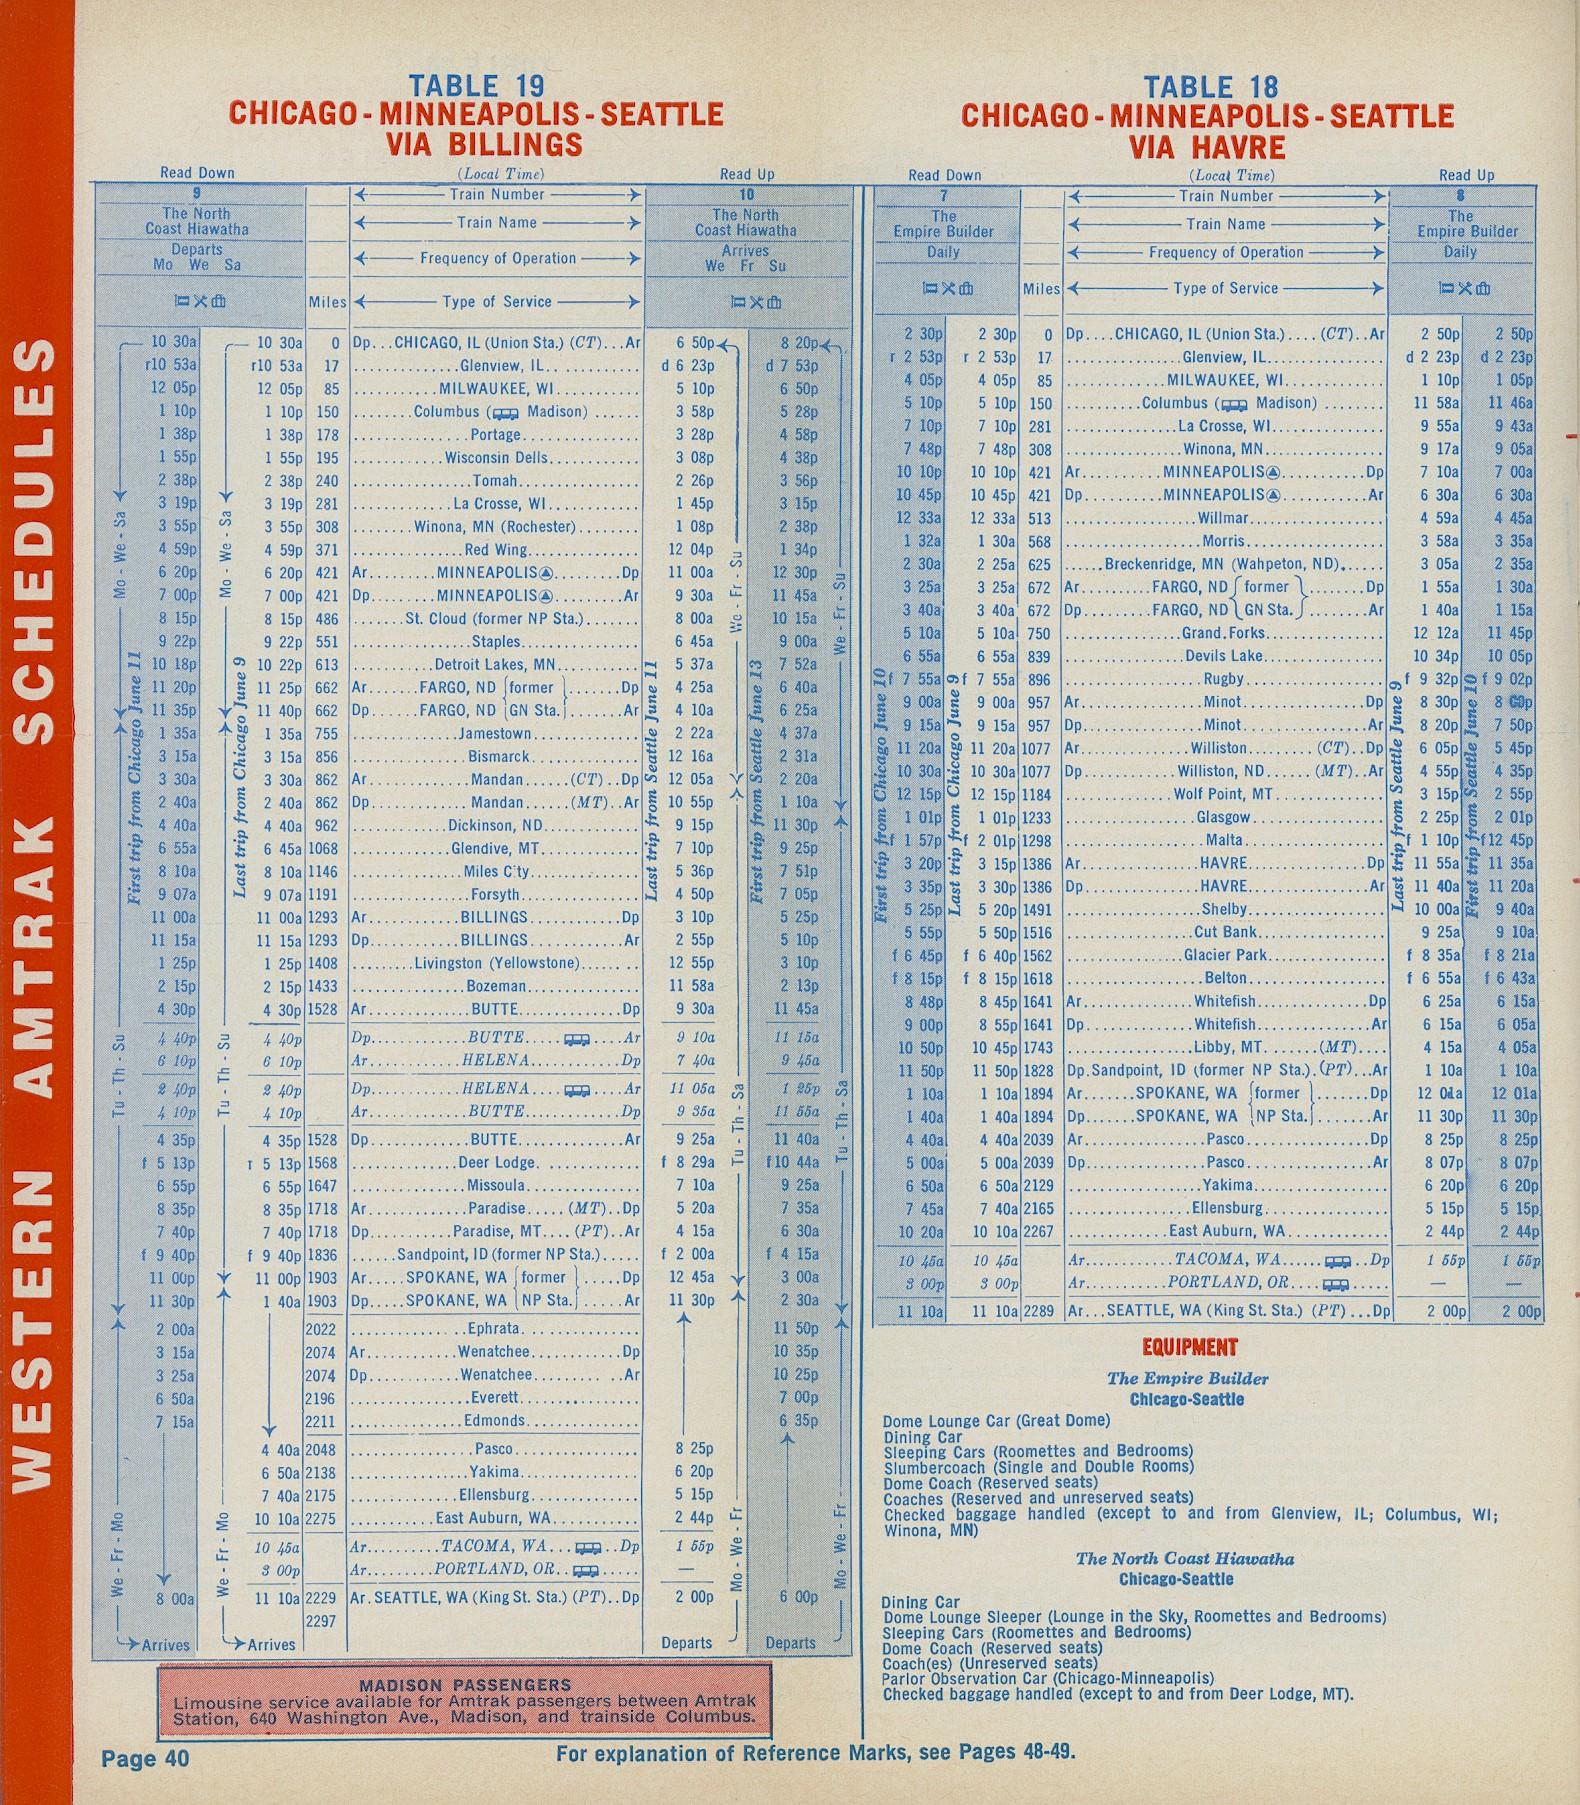 WESTERN AMTRAK SCHEDULES
TABLE 19
CHICAGO - MINNEAPOLIS - SEATTLE
VIA BILLINGS
Read Down (Local Time) Read Up
9 Train Number 10
The North Coast Hiawatha Train Name The North Coast Hiawatha
Departs Mo We Sa Frequency of Operation Arrives We Fr Su
Miles Type of Service
10 30a 10 30a 0 Dp...CHICAGO, IL (Union Sta.) (CT)...Ar 6 50p 8 20p
r10 53a r10 53a 17 Glenview, IL d 6 23p d 7 53p
12 05p 12 05p 85 MILWAUKEE, WI 5 10p 6 50p
1 10p 1 10p 150 Columbus ( Madison) 3 58p 5 28p
1 38p 1 38p 178 Portage 3 28p 4 58p
1 55p 1 55p 195 Wisconsin Dells 3 08p 4 38p
2 38p 2 38p 240 Tomah 2 26p 3 56p
3 19p 3 19p 281 La Crosse, WI 1 45p 3 15p
3 55p 3 55p 308 Winona, MN (Rochester) 1 08p 2 38p
4 59p 4 59p 371 Red Wing 12 04p 1 34p
6 20p 6 20p 421 Ar MINNEAPOLIS Dp 11 00a 12 30p
7 00p 7 00p 421 Dp MINNEAPOLIS Ar 9 30a 11 45a
8 15p 8 15p 486 St. Cloud (former NP Sta.) 8 00a 10 15a
9 22p 9 22p 551 Staples 6 45a 9 00a
10 18p 10 22p 613 Detroit Lakes, MN 5 37a 7 52a
11 20p 11 25p 662 Ar FARGO, ND {former Dp 4 25a 6 40a
11 35p 11 40p 662 Dp FARGO, ND GN Sta.} Ar 4 10a 6 25a
1 35a 1 35a 755 Jamestown 2 22a 4 37a
3 15a 3 15a 856 Bismarck 12 16a 2 31a
3 30a 3 30a 862 Ar Mandan (CT) Dp 12 05a 2 20a
2 40a 2 40a 862 Dp Mandan (MT) Ar 10 55p 1 10a
4 40a 4 40a 962 Dickinson, ND 9 15p 11 30p
6 55a 6 45a 1068 Glendive, MT 7 10p 9 25p
8 10a 8 10a 1146 Miles City 5 36p 7 51p
9 07a 9 07a 1191 Forsyth 4 50p 7 05p
11 00a 11 00a 1293 Ar BILLINGS Dp 3 10p 5 25p
11 15a 11 15a 1293 Dp BILLINGS Ar 2 55p 5 10p
1 25p 1 25p 1408 Livingston (Yellowstone) 12 55p 3 10p
2 15p 2 15p 1433 Bozeman 11 58a 2 13p
4 30p 4 30p 1528 Ar BUTTE Dp 9 30a 11 45a
4 40p 4 40p Dp BUTTE Ar 9 10a 11 15a
6 10p 6 10p Ar HELENA Dp 7 40a 9 45a
2 40p 2 40p Dp HELENA Ar 11 05a 1 25p
4 10p 4 10p Ar BUTTE Dp 9 35a 11 55a
4 35p 4 35p 1528 Dp BUTTE Ar 9 25a 11 40a
f 5 13p f 5 13p 1568 Deer Lodge f 8 29a f10 44a
6 55p 6 55p 1647 Missoula 7 10a 9 25a
8 35p 8 35p 1718 Ar Paradise (MT) Dp 5 20a 7 35a
7 40p 7 40p 1718 Dp Paradise, MT (PT) Ar 4 15a 6 30a
f 9 40p f 9 40p 1836 Sandpoint, ID (former NP Sta.) f 2 00a f 4 15a
11 00p 11 00p 1903 Ar SPOKANE, WA {former Dp 12 45a 3 00a
11 30p 1 40a 1903 Dp SPOKANE, WA NP Sta.} Ar 11 30p 2 30a
2 00a 2022 Ephrata 11 50p
3 15a 2074 Ar Wenatchee Dp 10 35p
3 25a 2074 Dp Wenatchee Ar 10 25p
6 50a 2196 Everett 7 00p
7 15a 2211 Edmonds 6 35p
4 40a 2048 Pasco 8 25p
6 50a 2138 Yakima 6 20p
7 40a 2175 Ellensburg 5 15p
10 10a 2275 East Auburn, WA 2 44p
10 45a Ar TACOMA, WA Dp 1 55p
3 00p Ar PORTLAND, OR —
8 00a 11 10a 2229 Ar. SEATTLE, WA (King St. Sta.) (PT)..Dp 2 00p 6 00p
2297
Arrives Arrives Departs Departs
Mo - We - Sa
Tu - Th - Su
We - Fr - Mo
First trip from Chicago June 11
Mo - We - Sa
Tu - Th - Su
We - Fr - Mo
Last trip from Chicago June 9
Last trip from Seattle June 11
We - Fr - Su
Tu - Th - Sa
Mo - We - Fr
First trip from Seattle June 13
We - Fr - Su
Tu - Th - Sa
Mo - We - Fr
MADISON PASSENGERS
Limousine service available for Amtrak passengers between Amtrak
Station, 640 Washington Ave., Madison, and trainside Columbus.
TABLE 18
CHICAGO - MINNEAPOLIS - SEATTLE
VIA HAVRE
Read Down (Local Time) Read Up
7 Train Number 8
The Empire Builder Train Name The Empire Builder
Daily Frequency of Operation Daily
Miles Type of Service
2 30p 2 30p 0 Dp....CHICAGO, IL (Union Sta.)....(CT)..Ar 2 50p 2 50p
r 2 53p r 2 53p 17 Glenview, IL d 2 23p d 2 23p
4 05p 4 05p 85 MILWAUKEE, WI 1 10p 1 05p
5 10p 5 10p 150 Columbus ( Madison) 11 58a 11 46a
7 10p 7 10p 281 La Crosse, WI 9 55a 9 43a
7 48p 7 48p 308 Winona, MN 9 17a 9 05a
10 10p 10 10p 421 Ar MINNEAPOLIS Dp 7 10a 7 00a
10 45p 10 45p 421 Dp MINNEAPOLIS Ar 6 30a 6 30a
12 33a 12 33a 513 Willmar 4 59a 4 45a
1 32a 1 30a 568 Morris 3 58a 3 35a
2 30a 2 25a 625 Breckenridge, MN (Wahpeton, ND) 3 05a 2 35a
3 25a 3 25a 672 Ar FARGO, ND {former Dp 1 55a 1 30a
3 40a 3 40a 672 Dp FARGO, ND GN Sta.} Ar 1 40a 1 15a
5 10a 5 10a 750 Grand Forks 12 12a 11 45p
6 55a 6 55a 839 Devils Lake 10 34p 10 05p
f 7 55a f 7 55a 896 Rugby f 9 32p f 9 02p
9 00a 9 00a 957 Ar Minot Dp 8 30p 8 00p
9 15a 9 15a 957 Dp Minot Ar 8 20p 7 50p
11 20a 11 20a 1077 Ar Williston (CT) Dp 6 05p 5 45p
10 30a 10 30a 1077 Dp Williston, ND (MT) Ar 4 55p 4 35p
12 15p 12 15p 1184 Wolf Point, MT 3 15p 2 55p
1 01p 1 01p 1233 Glasgow 2 25p 2 01p
f 1 57p f 2 01p 1298 Malta f 1 10p f12 45p
3 20p 3 15p 1386 Ar HAVRE Dp 11 55a 11 35a
3 35p 3 30p 1386 Dp HAVRE Ar 11 40a 11 20a
5 25p 5 20p 1491 Shelby 10 00a 9 40a
5 55p 5 50p 1516 Cut Bank 9 25a 9 10a
f 6 45p f 6 40p 1562 Glacier Park f 8 35a f 8 21a
f 8 15p f 8 15p 1618 Belton f 6 55a f 6 43a
8 48p 8 45p 1641 Ar Whitefish Dp 6 25a 6 15a
9 00p 8 55p 1641 Dp Whitefish Ar 6 15a 6 05a
10 50p 10 45p 1743 Libby, MT (MT) 4 15a 4 05a
11 50p 11 50p 1828 Dp.Sandpoint, ID (former NP Sta.).(PT)...Ar 1 10a 1 10a
1 10a 1 10a 1894 Ar SPOKANE, WA {former Dp 12 01a 12 01a
1 40a 1 40a 1894 Dp SPOKANE, WA NP Sta.} Ar 11 30p 11 30p
4 40a 4 40a 2039 Ar Pasco Dp 8 25p 8 25p
5 00a 5 00a 2039 Dp Pasco Ar 8 07p 8 07p
6 50a 6 50a 2129 Yakima 6 20p 6 20p
7 45a 7 40a 2165 Ellensburg 5 15p 5 15p
10 20a 10 10a 2267 East Auburn, WA 2 44p 2 44p
10 45a 10 45a Ar TACOMA, WA Dp 1 55p 1 55p
3 00p 3 00p Ar PORTLAND, OR — —
11 10a 11 10a 2289 Ar...SEATTLE, WA (King St. Sta.) (PT)...Dp 2 00p 2 00p
First trip from Chicago June 10
Last trip from Chicago June 9
Last trip from Seattle June 9
First trip from Seattle June 10
EQUIPMENT
The Empire Builder
Chicago-Seattle
Dome Lounge Car (Great Dome)
Dining Car
Sleeping Cars (Roomettes and Bedrooms)
Slumbercoach (Single and Double Rooms)
Dome Coach (Reserved seats)
Coaches (Reserved and unreserved seats)
Checked baggage handled (except to and from Glenview, IL; Columbus, WI;
Winona, MN)
The North Coast Hiawatha
Chicago-Seattle
Dining Car
Dome Lounge Sleeper (Lounge in the Sky, Roomettes and Bedrooms)
Sleeping Cars (Roomettes and Bedrooms)
Dome Coach (Reserved seats)
Coach(es) (Unreserved seats)
Parlor Observation Car (Chicago-Minneapolis)
Checked baggage handled (except to and from Deer Lodge, MT).
Page 40
For explanation of Reference Marks, see Pages 48-49.